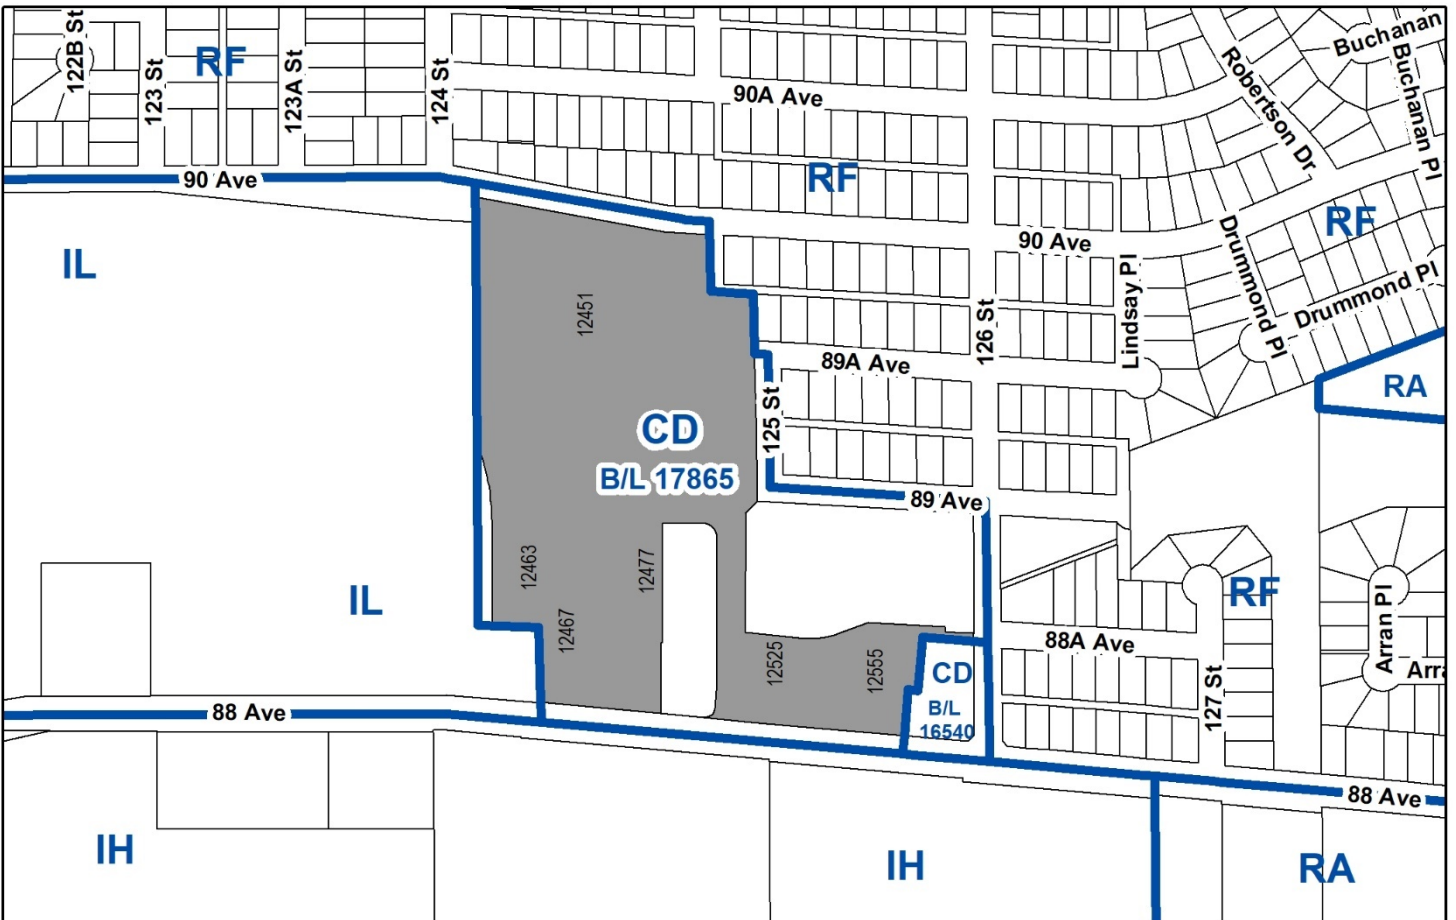 122B St
123 St
RF
123A St
124 St
90A Ave
Robertson Dr
Buchanan
Buchanan Pl
90 Ave
RF
IL
90 Ave
Lindsay Pl
Drummond Pl
RF
Drummond Pl
12451
126 St
89A Ave
125 St
RA
CD
B/L 17865
89 Ave
12463
12477
12467
IL
12525
12555
CD
B/L
16540
88A Ave
127 St
RF
Arran Pl
Arra
88 Ave
88 Ave
IH
IH
RA